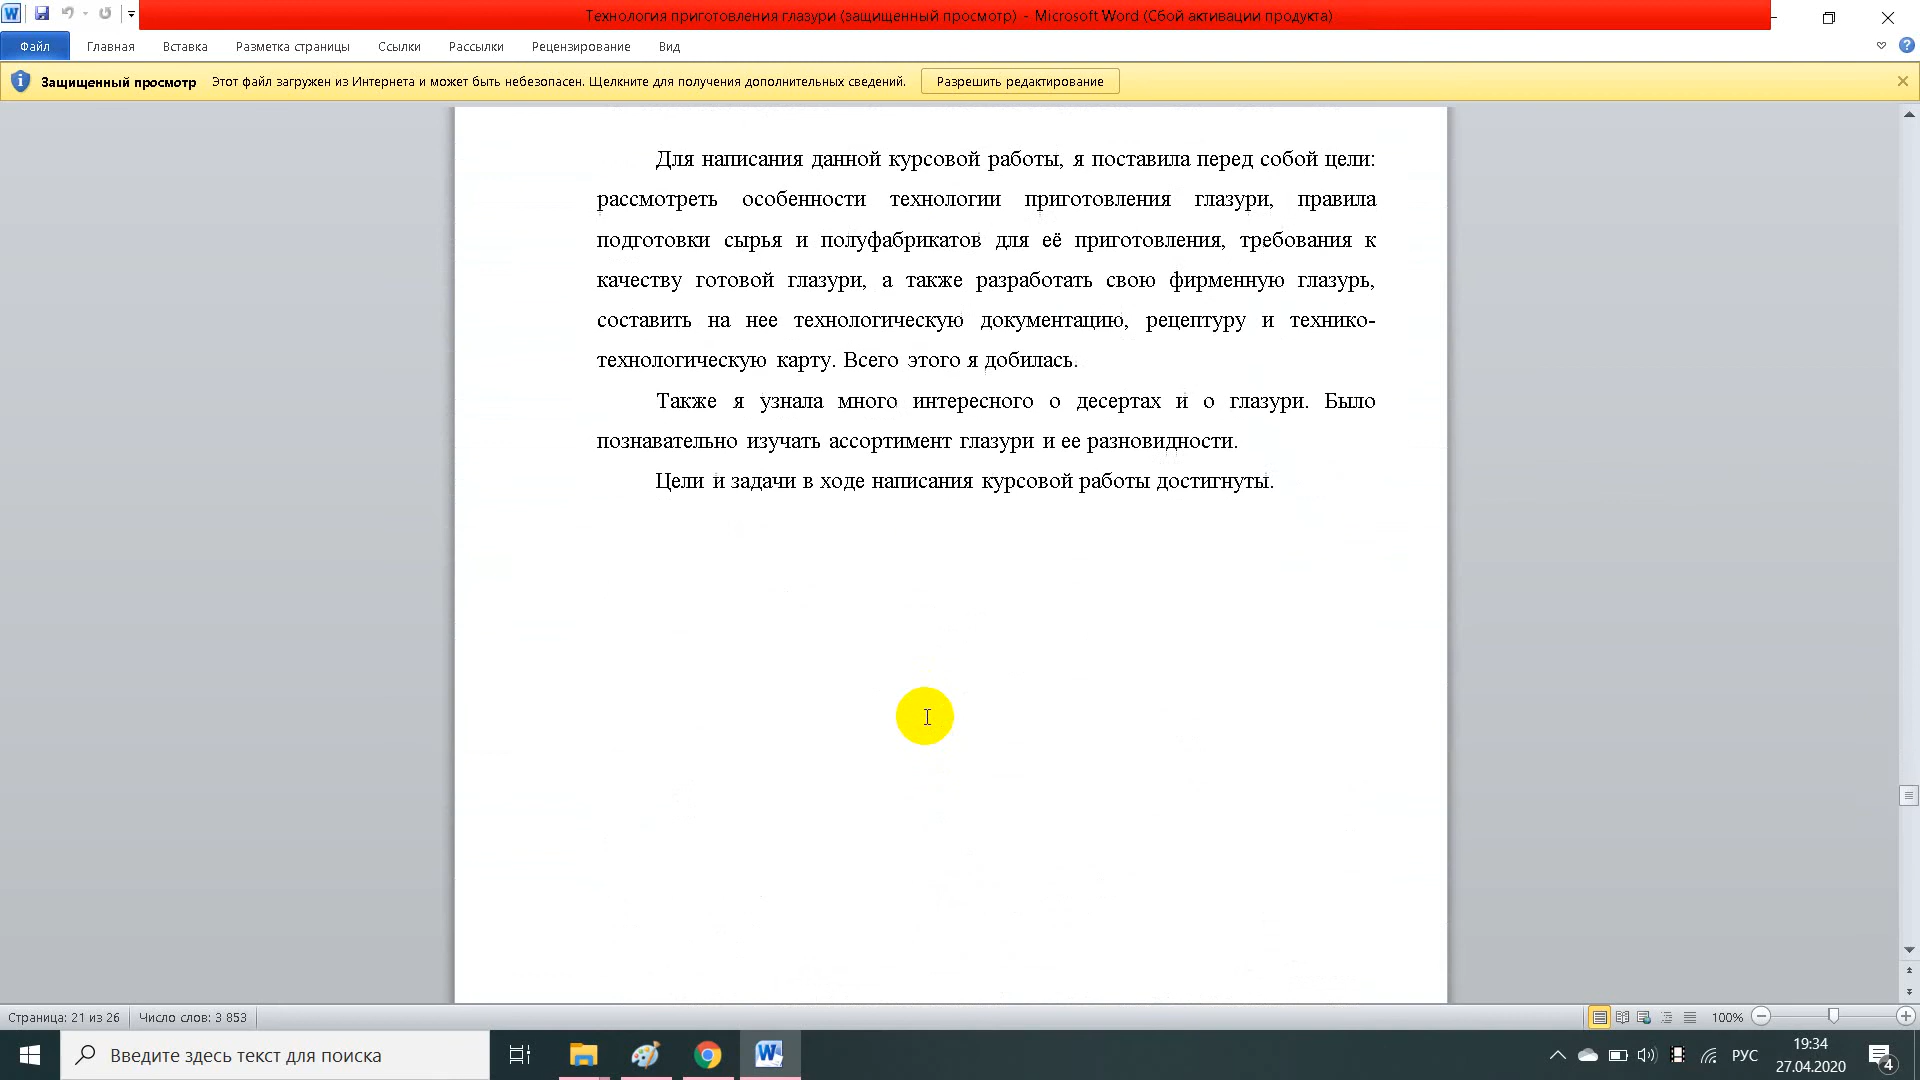 Технология приготовления глазури (защищенный просмотр) - Microsoft Word (Сбой активации продукта)
Файл Главная Вставка Разметка страницы Ссылки Рассылки Рецензирование Вид
Защищенный просмотр Этот файл загружен из Интернета и может быть небезопасен. Щелкните для получения дополнительных сведений. Разрешить редактирование
Для написания данной курсовой работы, я поставила перед собой цели:
рассмотреть особенности технологии приготовления глазури, правила
подготовки сырья и полуфабрикатов для её приготовления, требования к
качеству готовой глазури, а также разработать свою фирменную глазурь,
составить на нее технологическую документацию, рецептуру и технико-
технологическую карту. Всего этого я добилась.
Также я узнала много интересного о десертах и о глазури. Было
познавательно изучать ассортимент глазури и ее разновидности.
Цели и задачи в ходе написания курсовой работы достигнуты.
Страница: 21 из 26 Число слов: 3 853 100%
Введите здесь текст для поиска РУС 19:34
27.04.2020 4